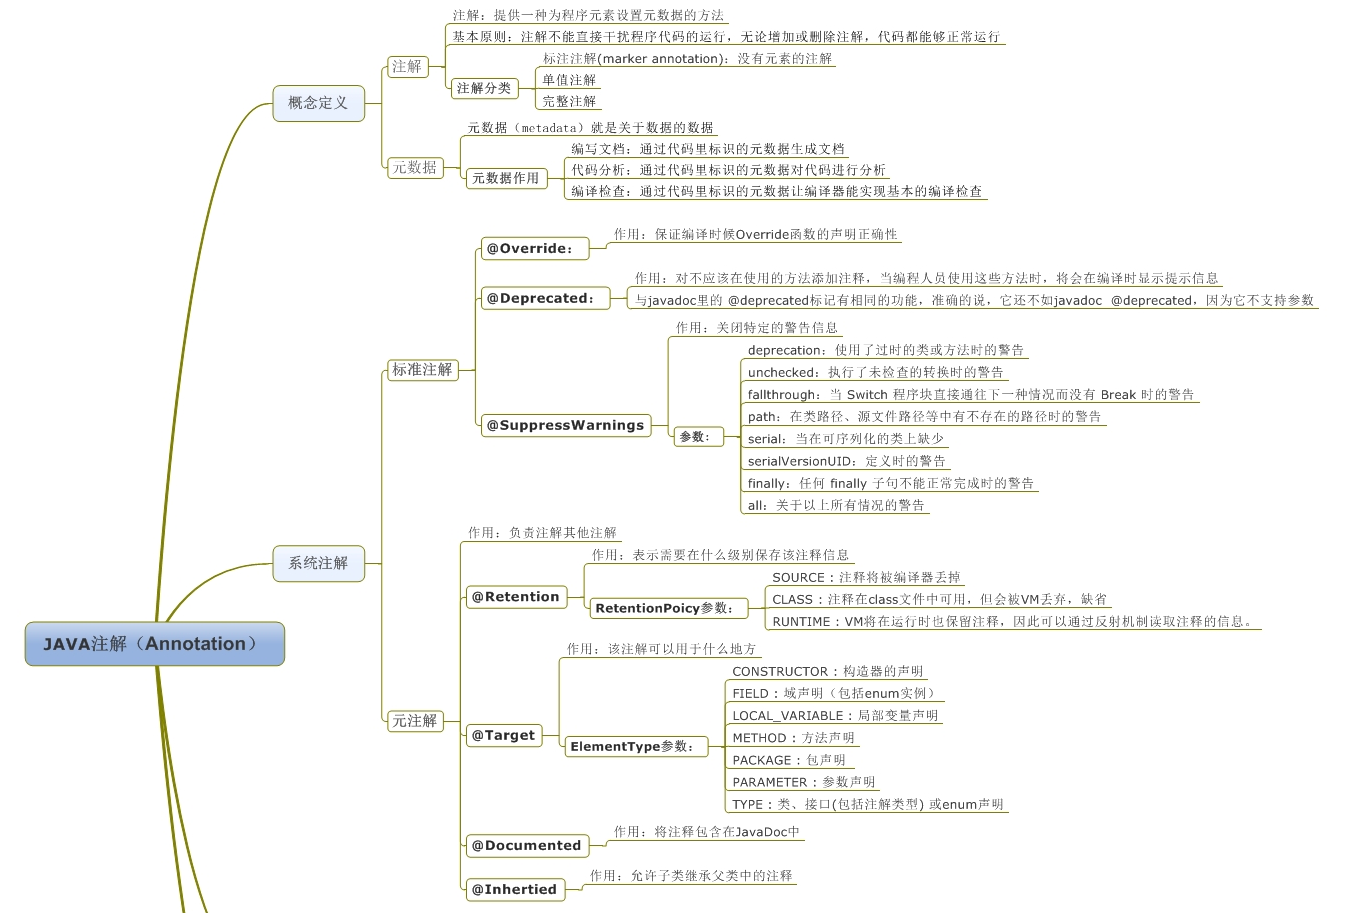 JAVA注解（Annotation）
概念定义
注解
注解：提供一种为程序元素设置元数据的方法
基本原则：注解不能直接干扰程序代码的运行，无论增加或删除注解，代码都能够正常运行
注解分类
标注注解(marker annotation)：没有元素的注解
单值注解
完整注解
元数据
元数据（metadata）就是关于数据的数据
元数据作用
编写文档：通过代码里标识的元数据生成文档
代码分析：通过代码里标识的元数据对代码进行分析
编译检查：通过代码里标识的元数据让编译器能实现基本的编译检查
系统注解
标准注解
@Override：
作用：保证编译时候Override函数的声明正确性
@Deprecated：
作用：对不应该在使用的方法添加注释，当编程人员使用这些方法时，将会在编译时显示提示信息
与javadoc里的 @deprecated标记有相同的功能，准确的说，它还不如javadoc  @deprecated，因为它不支持参数
@SuppressWarnings
作用：关闭特定的警告信息
参数：
deprecation：使用了过时的类或方法时的警告
unchecked：执行了未检查的转换时的警告
fallthrough：当 Switch 程序块直接通往下一种情况而没有 Break 时的警告
path：在类路径、源文件路径等中有不存在的路径时的警告
serial：当在可序列化的类上缺少
serialVersionUID：定义时的警告
finally：任何 finally 子句不能正常完成时的警告
all：关于以上所有情况的警告
元注解
作用：负责注解其他注解
@Retention
作用：表示需要在什么级别保存该注释信息
RetentionPoicy参数：
SOURCE：注释将被编译器丢掉
CLASS：注释在class文件中可用，但会被VM丢弃，缺省
RUNTIME：VM将在运行时也保留注释，因此可以通过反射机制读取注释的信息。
@Target
作用：该注解可以用于什么地方
ElementType参数：
CONSTRUCTOR：构造器的声明
FIELD：域声明（包括enum实例）
LOCAL_VARIABLE：局部变量声明
METHOD：方法声明
PACKAGE：包声明
PARAMETER：参数声明
TYPE：类、接口(包括注解类型) 或enum声明
@Documented
作用：将注释包含在JavaDoc中
@Inhertied
作用：允许子类继承父类中的注释